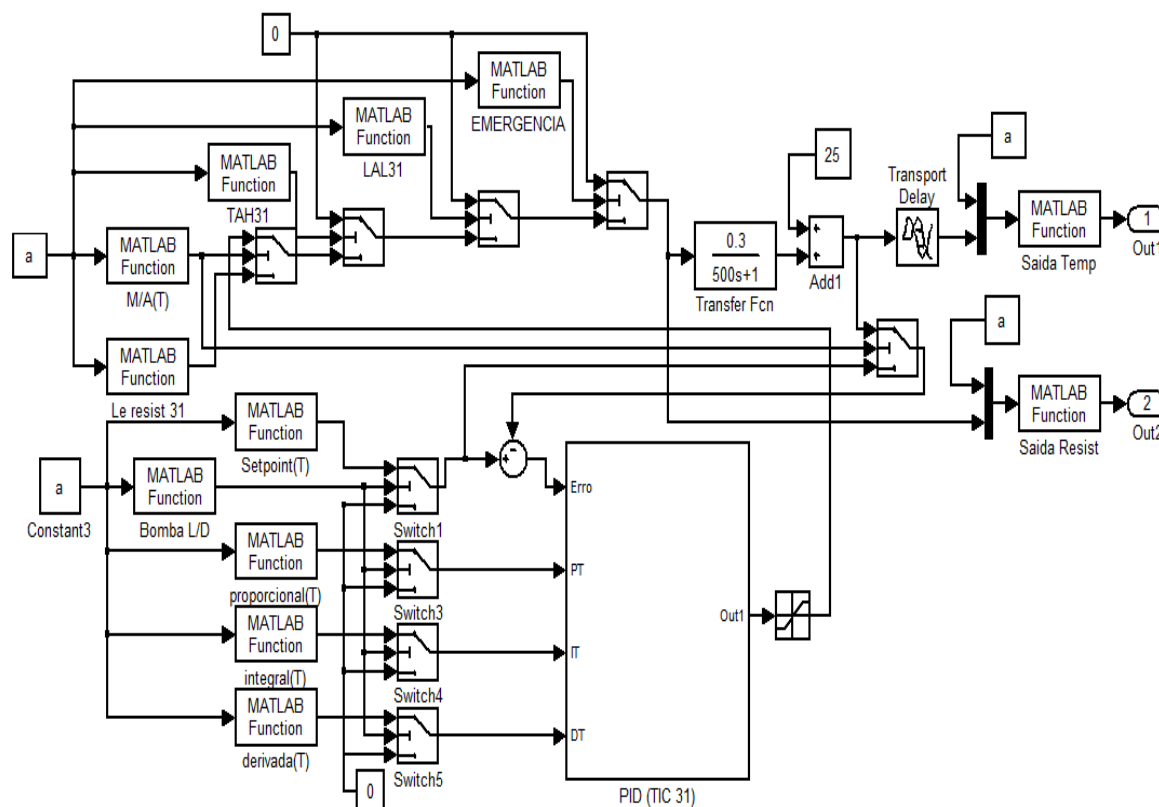 0
MATLAB
Function
EMERGENCIA
MATLAB
Function
LAL31
MATLAB
Function
TAH31
25
a
Transport
Delay
a
MATLAB
Function
M/A(T)
0.3
500s+1
Transfer Fcn
+
+
Add1
MATLAB
Function
Saida Temp
1
Out1
MATLAB
Function
Le resist 31
a
MATLAB
Function
Saida Resist
2
Out2
MATLAB
Function
Setpoint(T)
a
Constant3
MATLAB
Function
Bomba L/D
Switch1
+
-
Erro
MATLAB
Function
proporcional(T)
Switch3
PT
Out1
MATLAB
Function
integral(T)
Switch4
IT
MATLAB
Function
derivada(T)
Switch5
DT
0
PID (TIC 31)